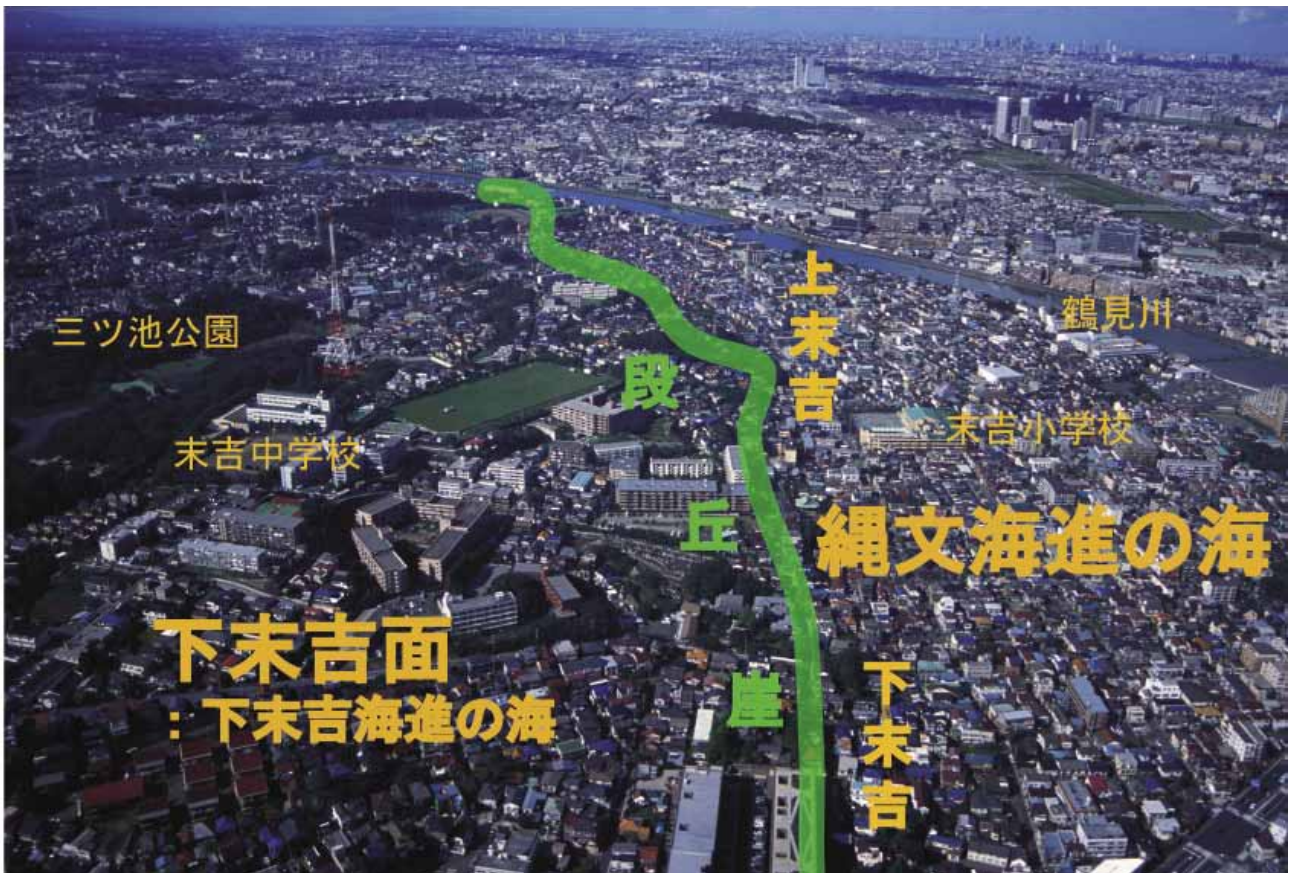 上末吉
鶴見川
三ツ池公園
段丘崖
末吉小学校
末吉中学校
縄文海進の海
下末吉面
：下末吉海進の海
下末吉